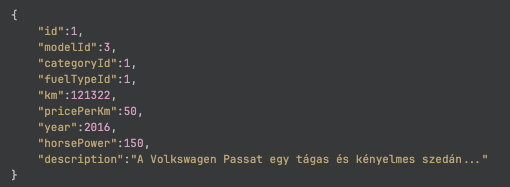 {
"id":1,
"modelId":3,
"categoryId":1,
"fuelTypeId":1,
"km":121322,
"pricePerKm":50,
"year":2016,
"horsePower":150,
"description":"A Volkswagen Passat egy tágas és kényelmes szedán..."
}